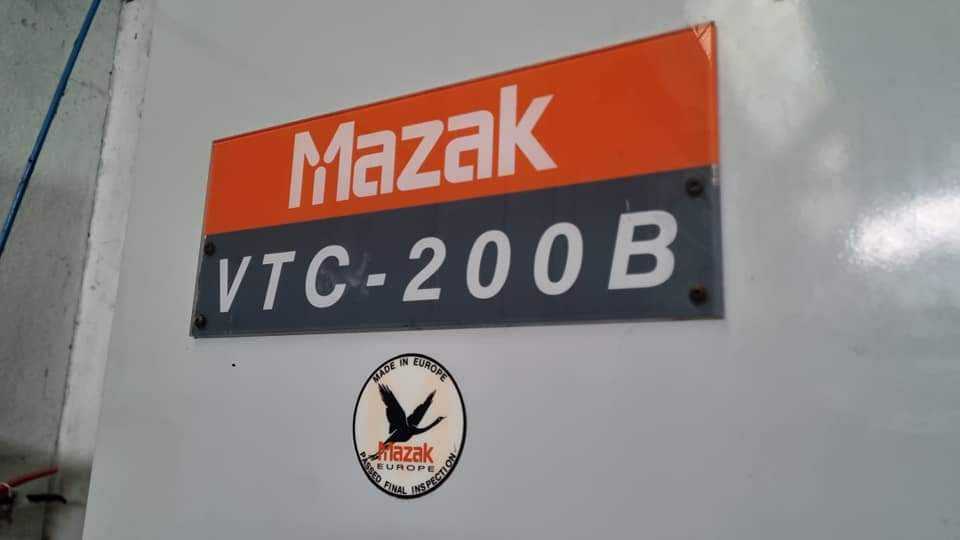 Mazak
VTC-200B
MADE IN EUROPE
Mazak
EUROPE
PASSED FINAL INSPECTION